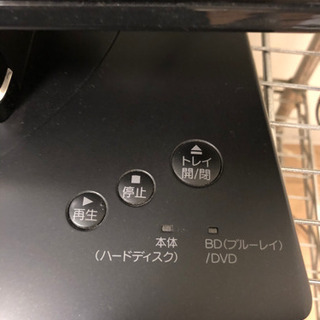 トレイ
開/閉
停止
再生
本体
(ハードディスク)
BD(ブルーレイ)
/DVD